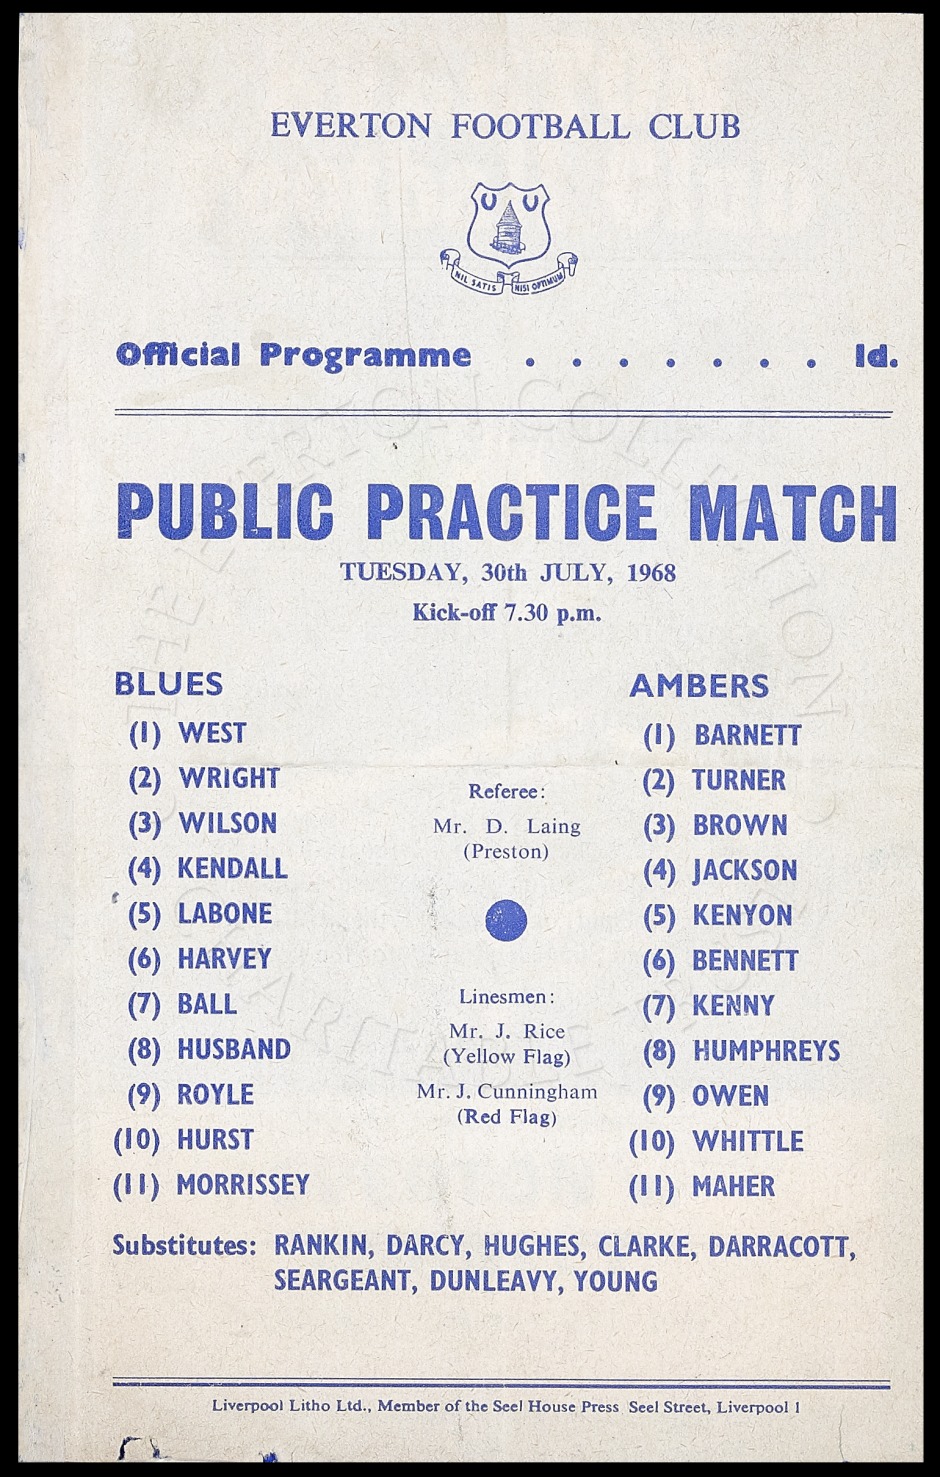 EVERTON FOOTBALL CLUB
NIL SATIS NISI OPTIMUM
Official Programme . . . . . . . 1d.
PUBLIC PRACTICE MATCH
TUESDAY, 30th JULY, 1968
Kick-off 7.30 p.m.
BLUES
(1) WEST
(2) WRIGHT
(3) WILSON
(4) KENDALL
(5) LABONE
(6) HARVEY
(7) BALL
(8) HUSBAND
(9) ROYLE
(10) HURST
(11) MORRISSEY
Referee:
Mr. D. Laing
(Preston)
Linesmen:
Mr. J. Rice
(Yellow Flag)
Mr. J. Cunningham
(Red Flag)
AMBERS
(1) BARNETT
(2) TURNER
(3) BROWN
(4) JACKSON
(5) KENYON
(6) BENNETT
(7) KENNY
(8) HUMPHREYS
(9) OWEN
(10) WHITTLE
(11) MAHER
Substitutes: RANKIN, DARCY, HUGHES, CLARKE, DARRACOTT,
SEARGEANT, DUNLEAVY, YOUNG
Liverpool Litho Ltd., Member of the Seel House Press Seel Street, Liverpool 1
THE EVERTON COLLECTION
CHARITABLE TRUST